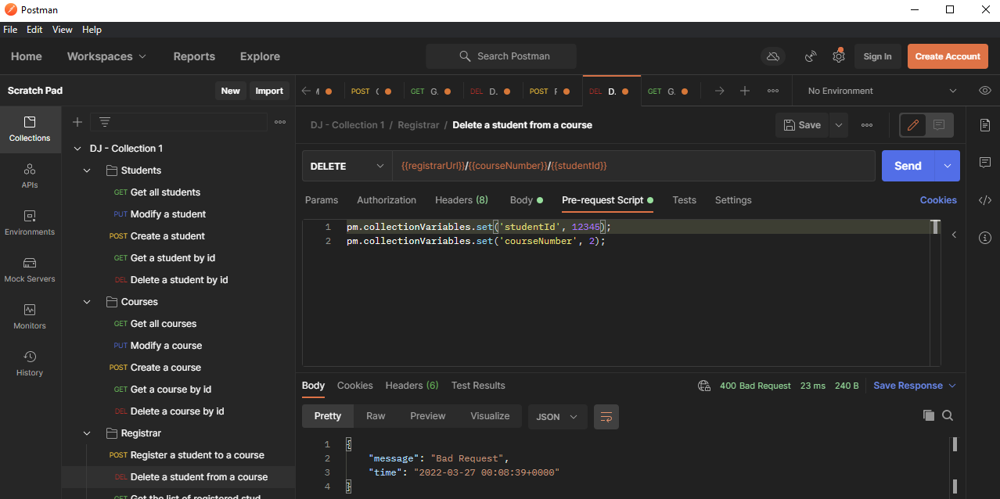 Postman
File Edit View Help
Home Workspaces Reports Explore Search Postman Sign In Create Account
Scratch Pad New Import
POST GET G. DEL D. POST DEL D. GET G. No Environment
Collections
APIs
Environments
Mock Servers
Monitors
History
DJ - Collection 1
Students
GET Get all students
PUT Modify a student
POST Create a student
GET Get a student by id
DEL Delete a student by id
Courses
GET Get all courses
PUT Modify a course
POST Create a course
GET Get a course by id
DEL Delete a course by id
Registrar
POST Register a student to a course
DEL Delete a student from a course
GET Get the list of registered stud
DJ - Collection 1 / Registrar / Delete a student from a course Save
DELETE {{registrarUrl}}/{{courseNumber}}/{{studentId}} Send
Params Authorization Headers (8) Body Pre-request Script Tests Settings Cookies
1 pm.collectionVariables.set('studentId', 12345);
2 pm.collectionVariables.set('courseNumber', 2);
Body Cookies Headers (6) Test Results 400 Bad Request 23 ms 240 B Save Response
Pretty Raw Preview Visualize JSON
1 {
2 "message": "Bad Request",
3 "time": "2022-03-27 00:08:39+0000"
4 }